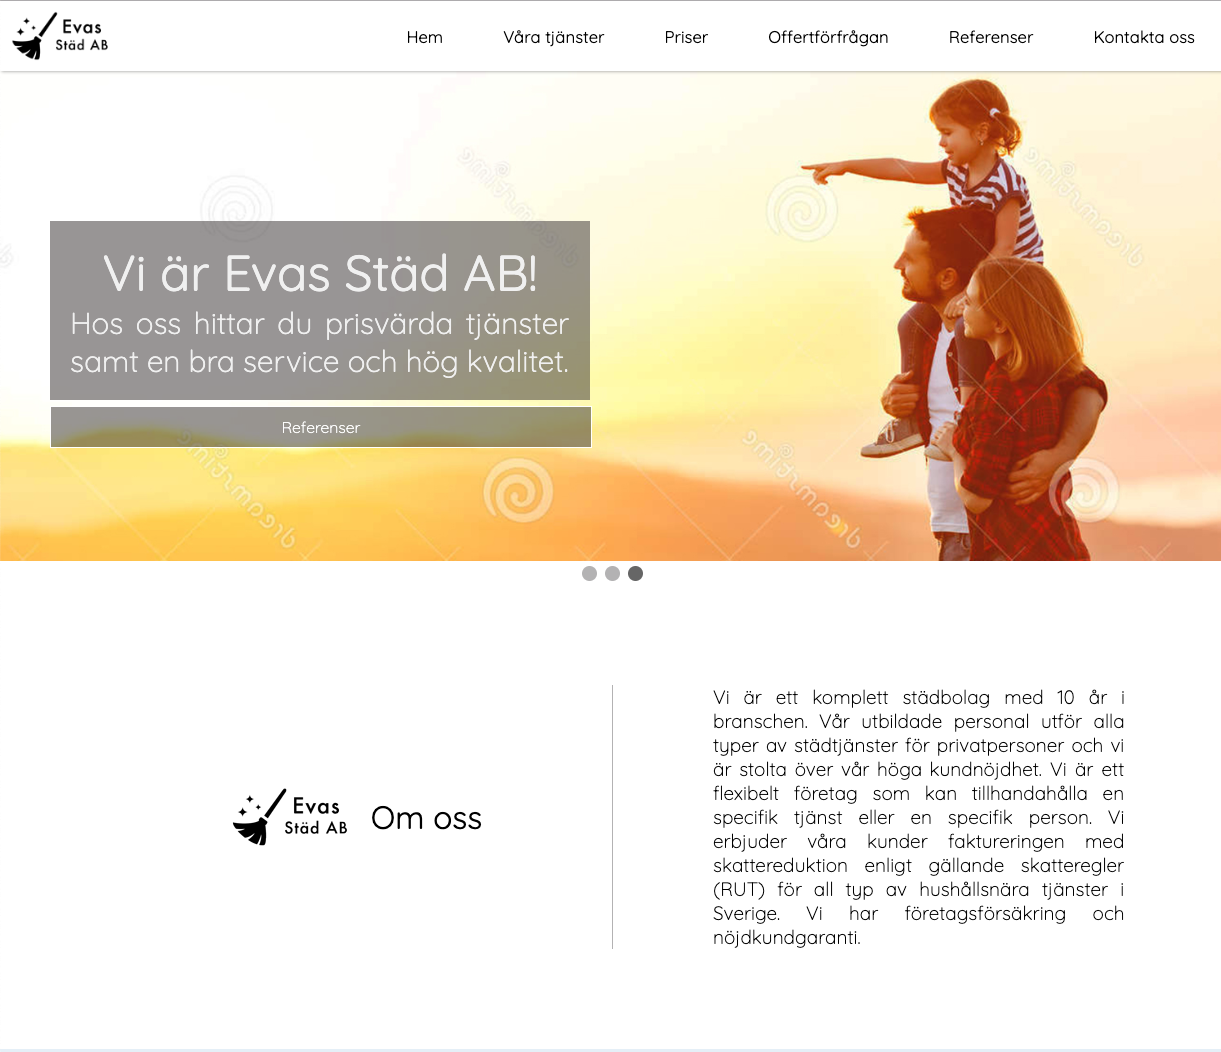 Evas
Städ AB
Hem
Våra tjänster
Priser
Offertförfrågan
Referenser
Kontakta oss
Vi är Evas Städ AB!
Hos oss hittar du prisvärda tjänster
samt en bra service och hög kvalitet.
Referenser
dreamstime
dreamstime
dreamstime
dreamstime
Evas
Städ AB
Om oss
Vi är ett komplett städbolag med 10 år i
branschen. Vår utbildade personal utför alla
typer av städtjänster för privatpersoner och vi
är stolta över vår höga kundnöjdhet. Vi är ett
flexibelt företag som kan tillhandahålla en
specifik tjänst eller en specifik person. Vi
erbjuder våra kunder faktureringen med
skattereduktion enligt gällande skatteregler
(RUT) för all typ av hushållsnära tjänster i
Sverige. Vi har företagsförsäkring och
nöjdkundgaranti.